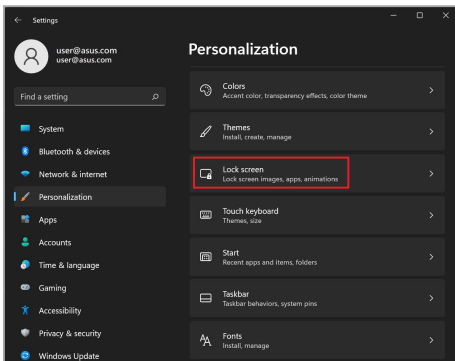 Settings
user@asus.com
user@asus.com
Find a setting
System
Bluetooth & devices
Network & internet
Personalization
Apps
Accounts
Time & language
Gaming
Accessibility
Privacy & security
Windows Update
Personalization
Colors
Accent color, transparency effects, color theme
Themes
Install, create, manage
Lock screen
Lock screen images, apps, animations
Touch keyboard
Themes, size
Start
Recent apps and items, folders
Taskbar
Taskbar behaviors, system pins
Fonts
Install, manage